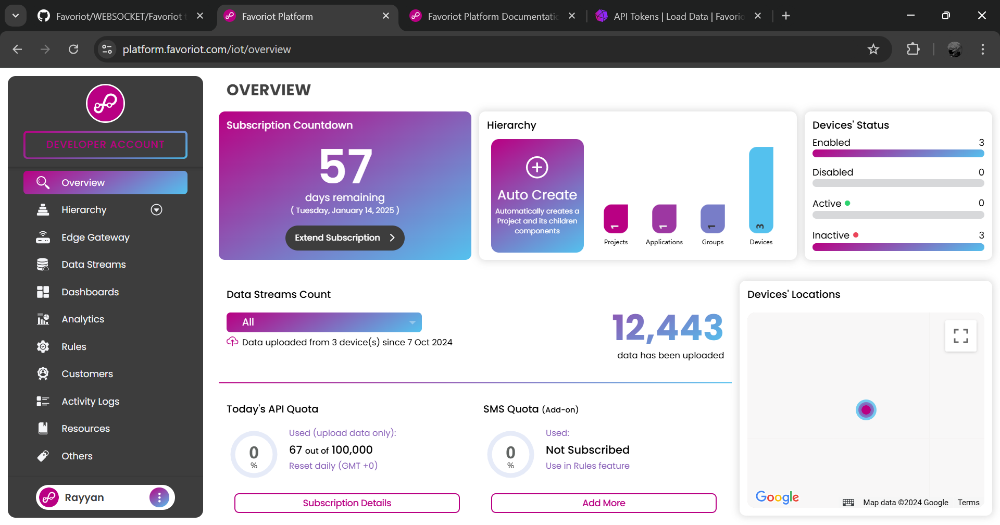 Favoriot/WEBSOCKET/Favoriot t
Favoriot Platform
Favoriot Platform Documentatic
API Tokens | Load Data | Favorio
platform.favoriot.com/iot/overview
DEVELOPER ACCOUNT
Overview
Hierarchy
Edge Gateway
Data Streams
Dashboards
Analytics
Rules
Customers
Activity Logs
Resources
Others
Rayyan
OVERVIEW
Subscription Countdown
57
days remaining
( Tuesday, January 14, 2025 )
Extend Subscription
Hierarchy
Auto Create
Automatically creates a
Project and its children
components
1
Projects
1
Applications
1
Groups
3
Devices
Devices' Status
Enabled 3
Disabled 0
Active 0
Inactive 3
Data Streams Count
All
Data uploaded from 3 device(s) since 7 Oct 2024
12,443
data has been uploaded
Today's API Quota
0
%
Used (upload data only):
67 out of 100,000
Reset daily (GMT +0)
Subscription Details
SMS Quota (Add-on)
0
%
Used:
Not Subscribed
Use in Rules feature
Add More
Devices' Locations
Google
Map data ©2024 Google
Terms